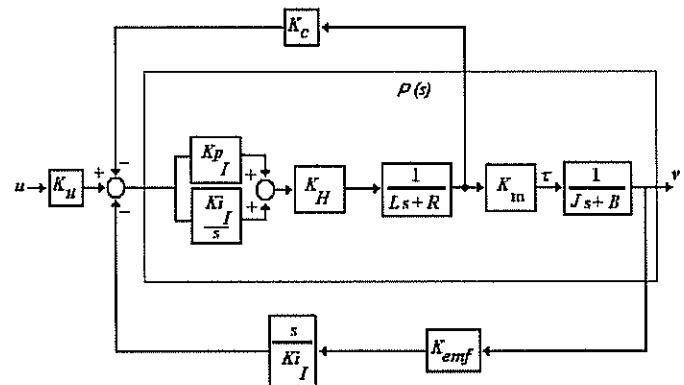 K_c
P(s)
u
K_u
+
−
−
Kp_I
Ki_I
s
+
+
K_H
1
Ls+R
K_m
τ
1
Js+B
v
s
Ki_I
K_emf